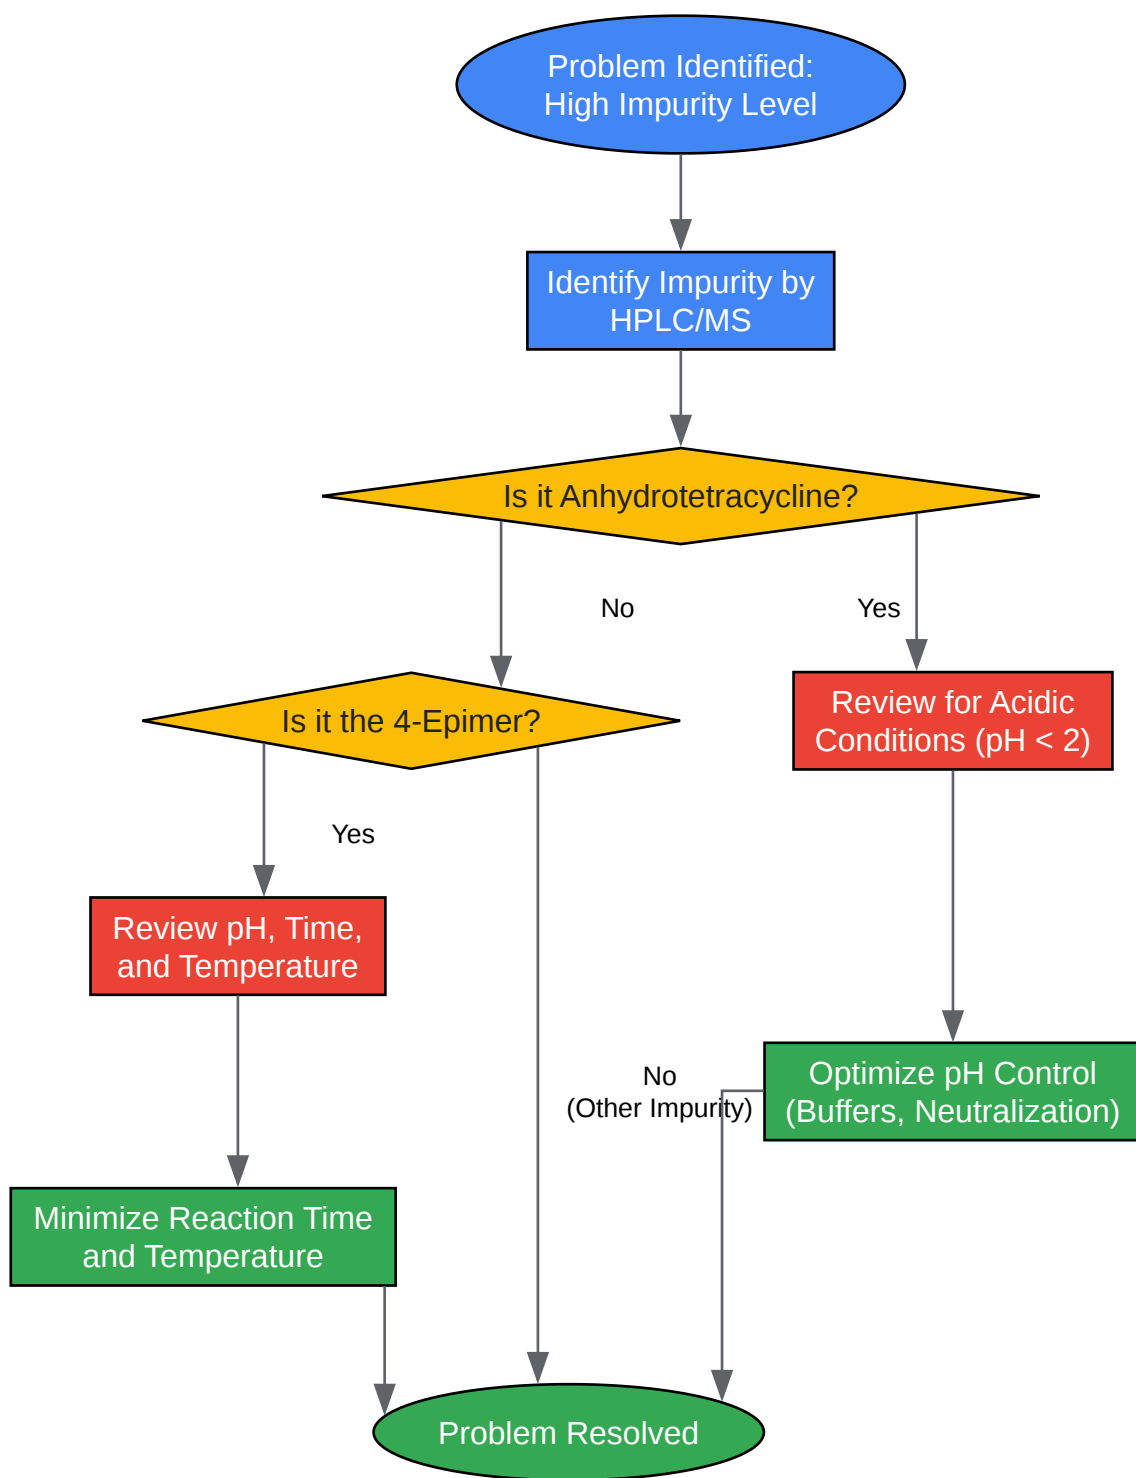 Problem Identified:
High Impurity Level
Identify Impurity by
HPLC/MS
Is it Anhydrotetracycline?
No
Yes
Is it the 4-Epimer?
Review for Acidic
Conditions (pH < 2)
Yes
Review pH, Time,
and Temperature
No
(Other Impurity)
Optimize pH Control
(Buffers, Neutralization)
Minimize Reaction Time
and Temperature
Problem Resolved